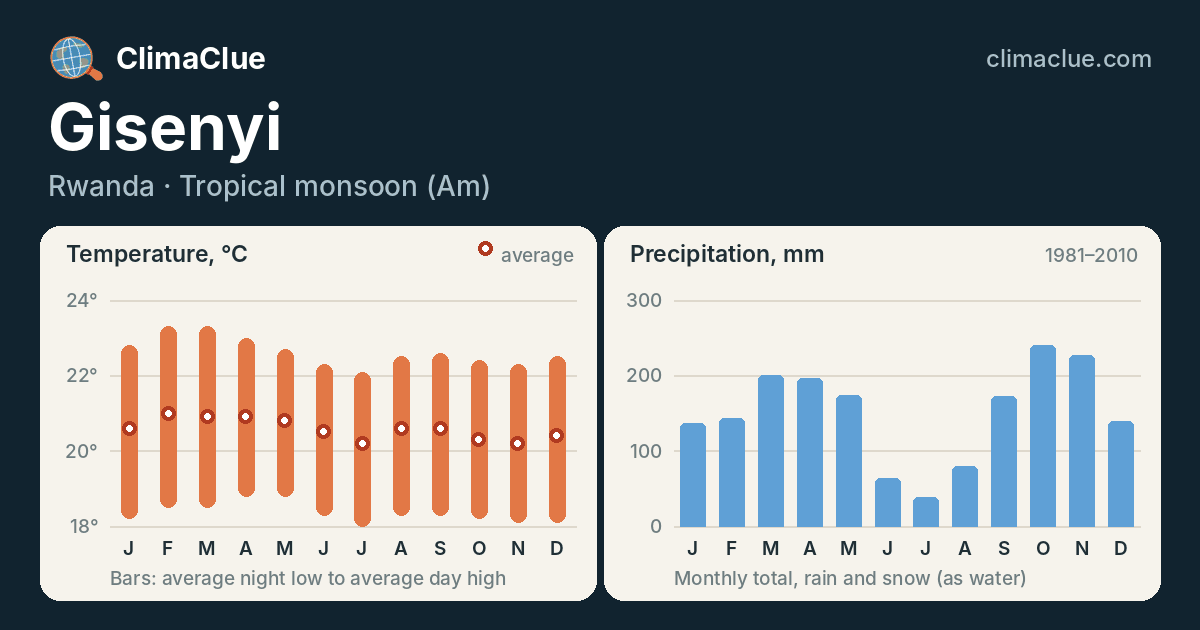 ClimaClue
climaclue.com
Gisenyi
Rwanda · Tropical monsoon (Am)
Temperature, °C
average
24°
22°
20°
18°
J F M A M J J A S O N D
Bars: average night low to average day high
Precipitation, mm
1981–2010
300
200
100
0
J F M A M J J A S O N D
Monthly total, rain and snow (as water)